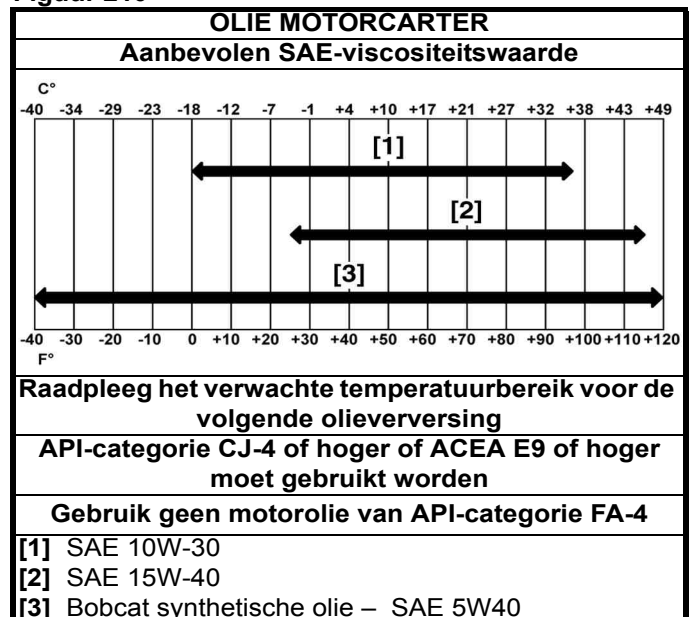 OLIE MOTORCARTER
Aanbevolen SAE-viscositeitswaarde
C°
-40 -34 -29 -23 -18 -12 -7 -1 +4 +10 +17 +21 +27 +32 +38 +43 +49
[1]
[2]
[3]
-40 -30 -20 -10 0 +10 +20 +30 +40 +50 +60 +70 +80 +90 +100 +110 +120
F°
Raadpleeg het verwachte temperatuurbereik voor de
volgende olieverversing
API-categorie CJ-4 of hoger of ACEA E9 of hoger
moet gebruikt worden
Gebruik geen motorolie van API-categorie FA-4
[1] SAE 10W-30
[2] SAE 15W-40
[3] Bobcat synthetische olie – SAE 5W40